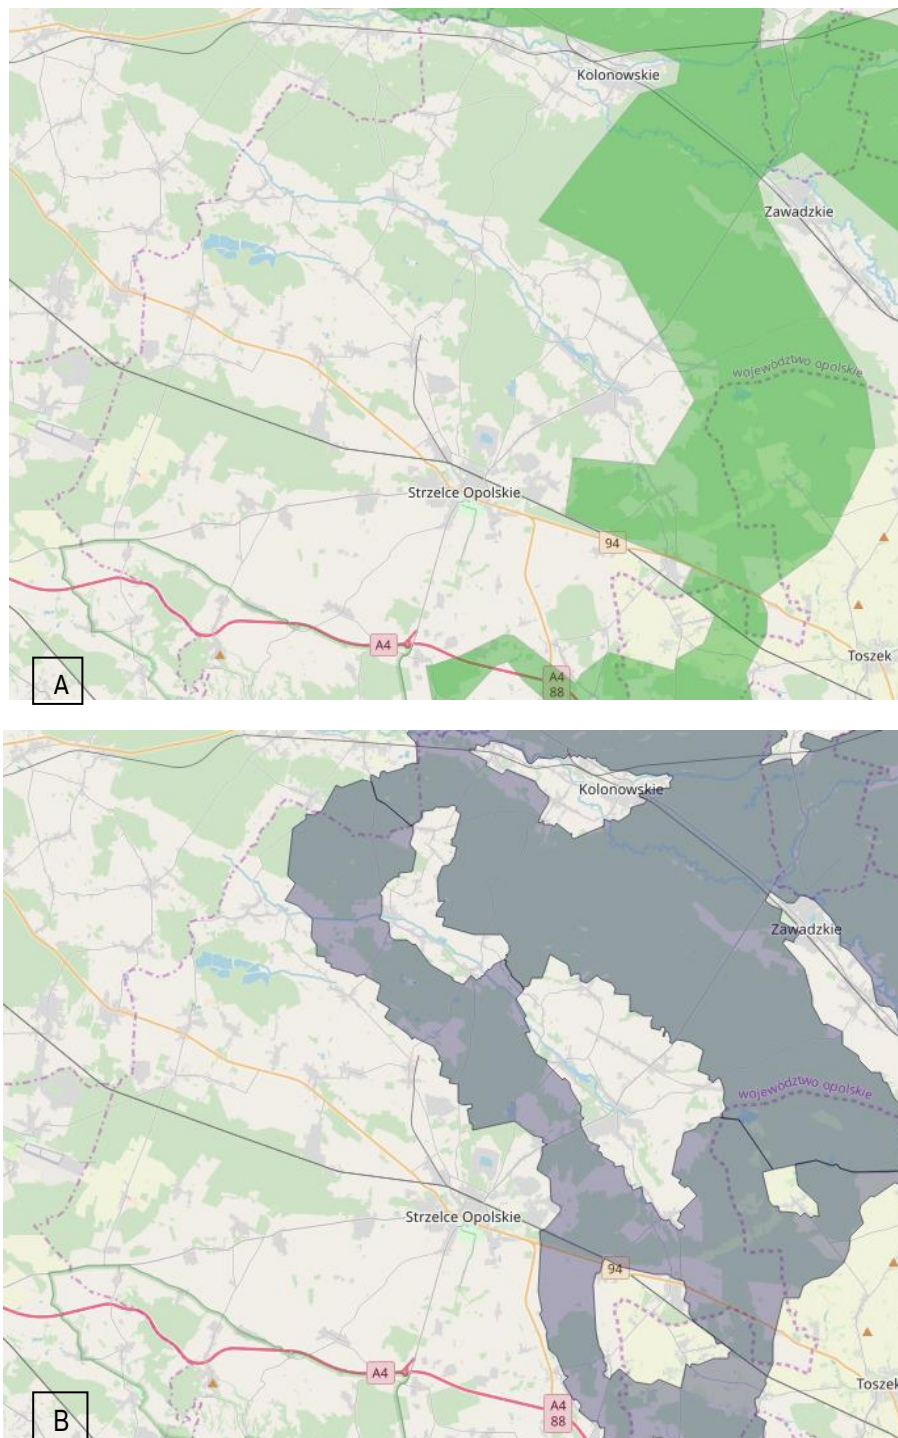 Kolonowskie
Zawadzkie
województwo opolskie
Strzelce Opolskie
94
A4
A4
88
Toszek
A
Kolonowskie
Zawadzkie
województwo opolskie
Strzelce Opolskie
94
A4
A4
88
Toszek
B